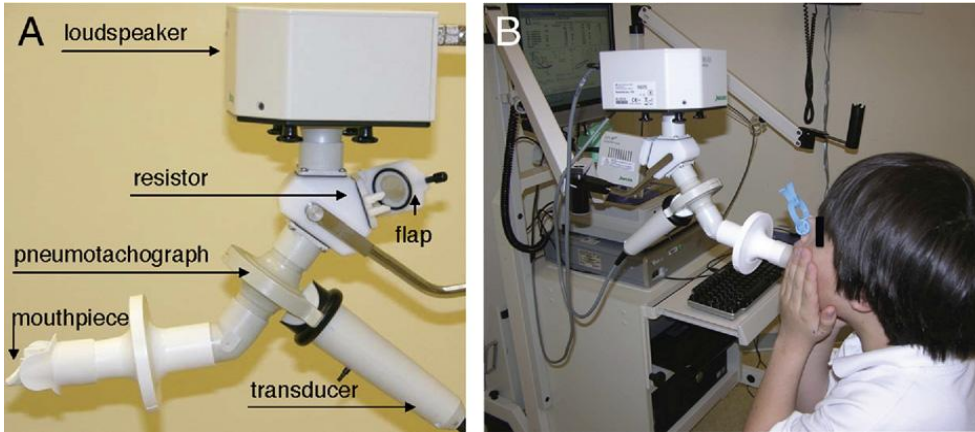 A
loudspeaker
resistor
flap
pneumotachograph
mouthpiece
transducer
B